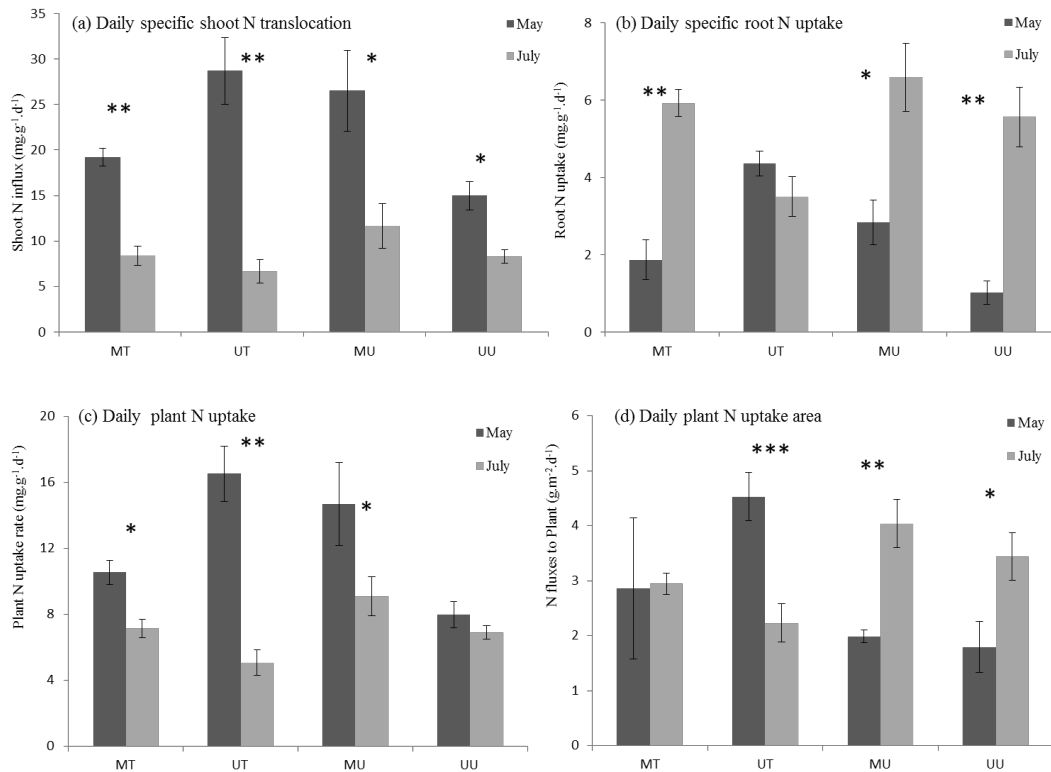 (a) Daily specific shoot N translocation
May
July
Shoot N influx (mg.g⁻¹.d⁻¹)
35
30
25
20
15
10
5
0
**
**
*
*
MT UT MU UU
(b) Daily specific root N uptake
May
July
Root N uptake (mg.g⁻¹.d⁻¹)
8
6
4
2
0
**
*
**
MT UT MU UU
(c) Daily plant N uptake
May
July
Plant N uptake rate (mg.g⁻¹.d⁻¹)
20
16
12
8
4
0
*
**
*
MT UT MU UU
(d) Daily plant N uptake area
May
July
N fluxes to Plant (g.m⁻².d⁻¹)
6
5
4
3
2
1
0
***
**
*
MT UT MU UU